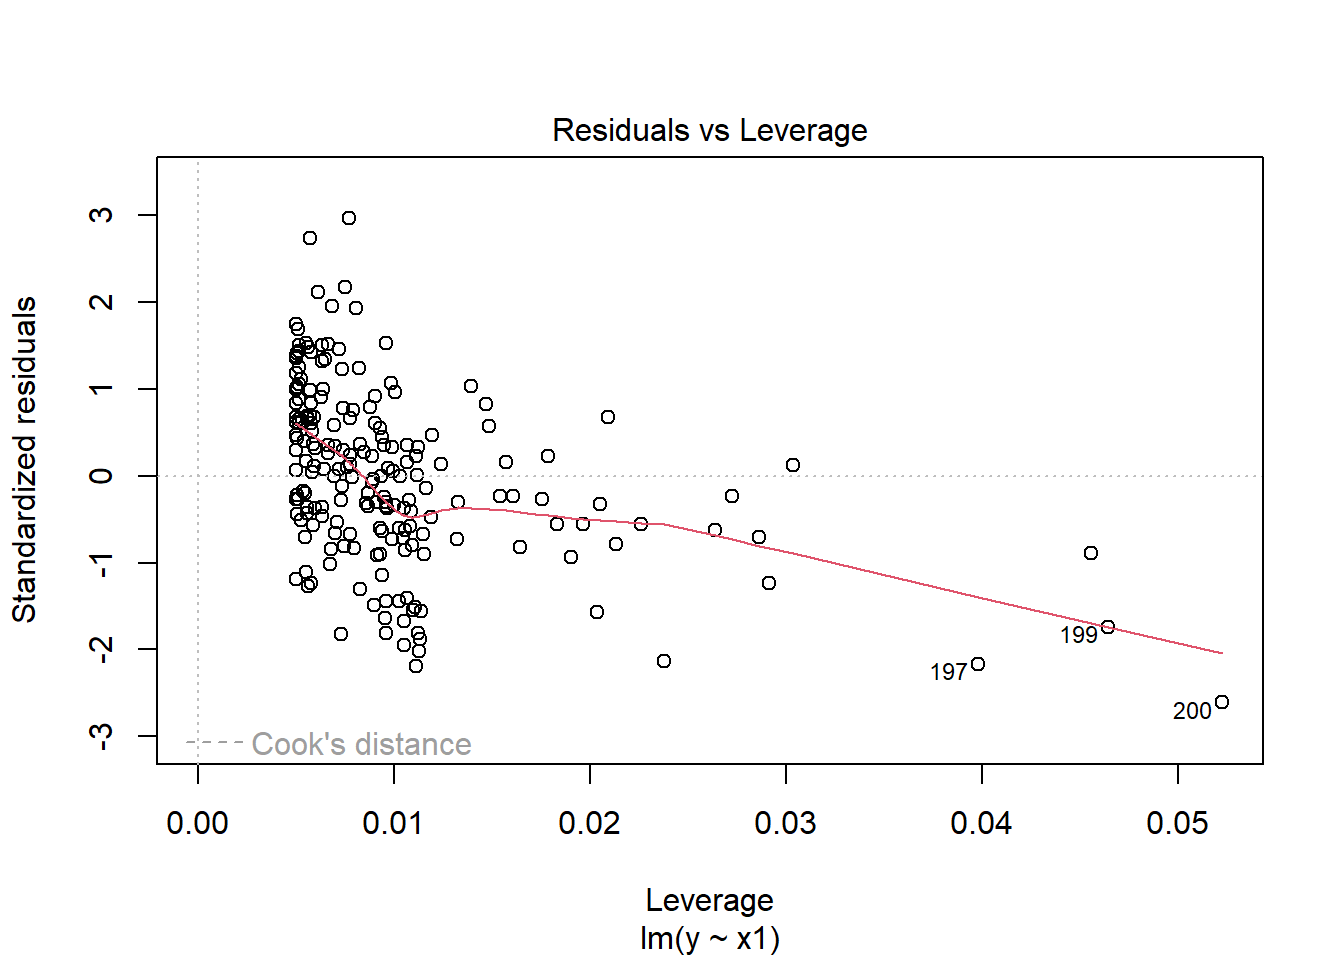 Residuals vs Leverage
Standardized residuals
3
2
1
0
-1
-2
-3
199
197
200
Cook's distance
0.00 0.01 0.02 0.03 0.04 0.05
Leverage
lm(y ~ x1)